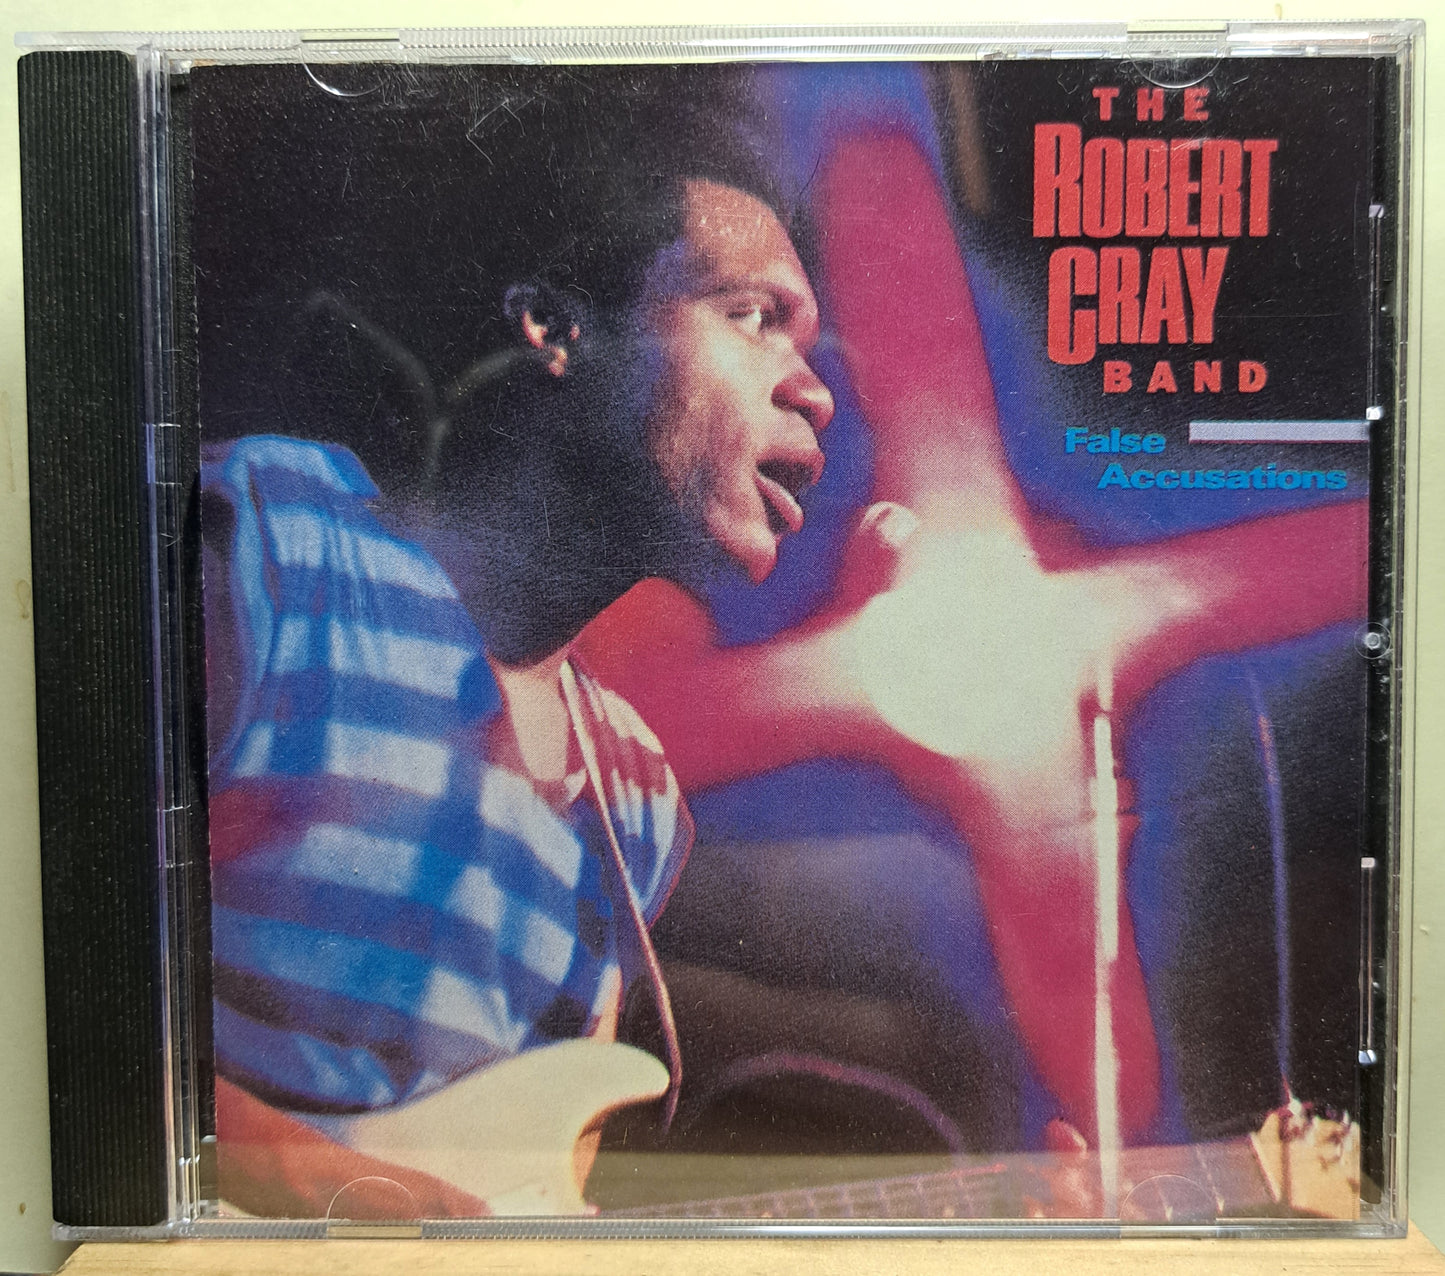 THE
ROBERT
CRAY
BAND
False
Accusations